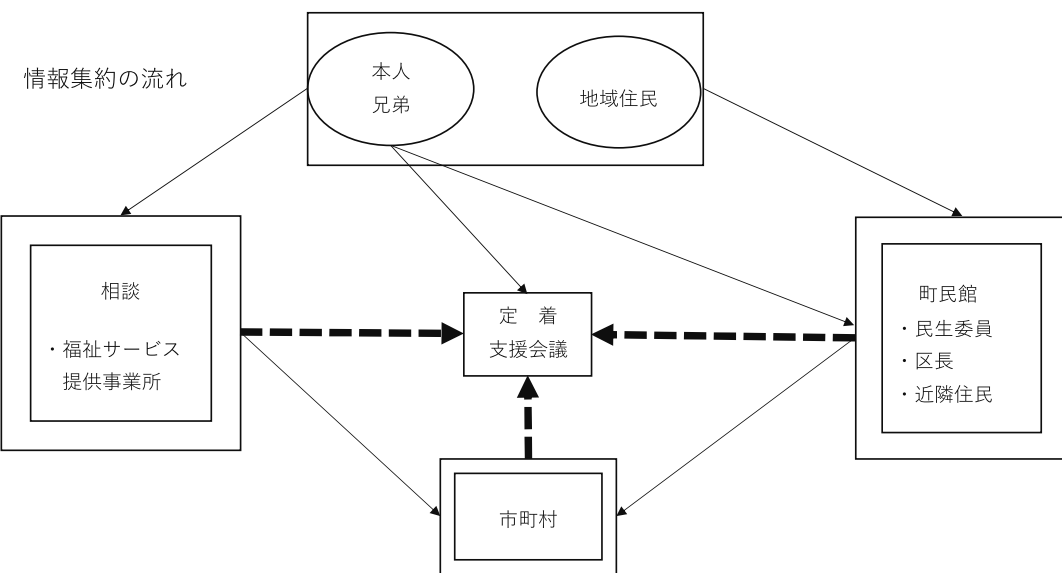 情報集約の流れ
本人
兄弟
地域住民
相談
・福祉サービス
提供事業所
定　着
支援会議
町民館
・民生委員
・区長
・近隣住民
市町村